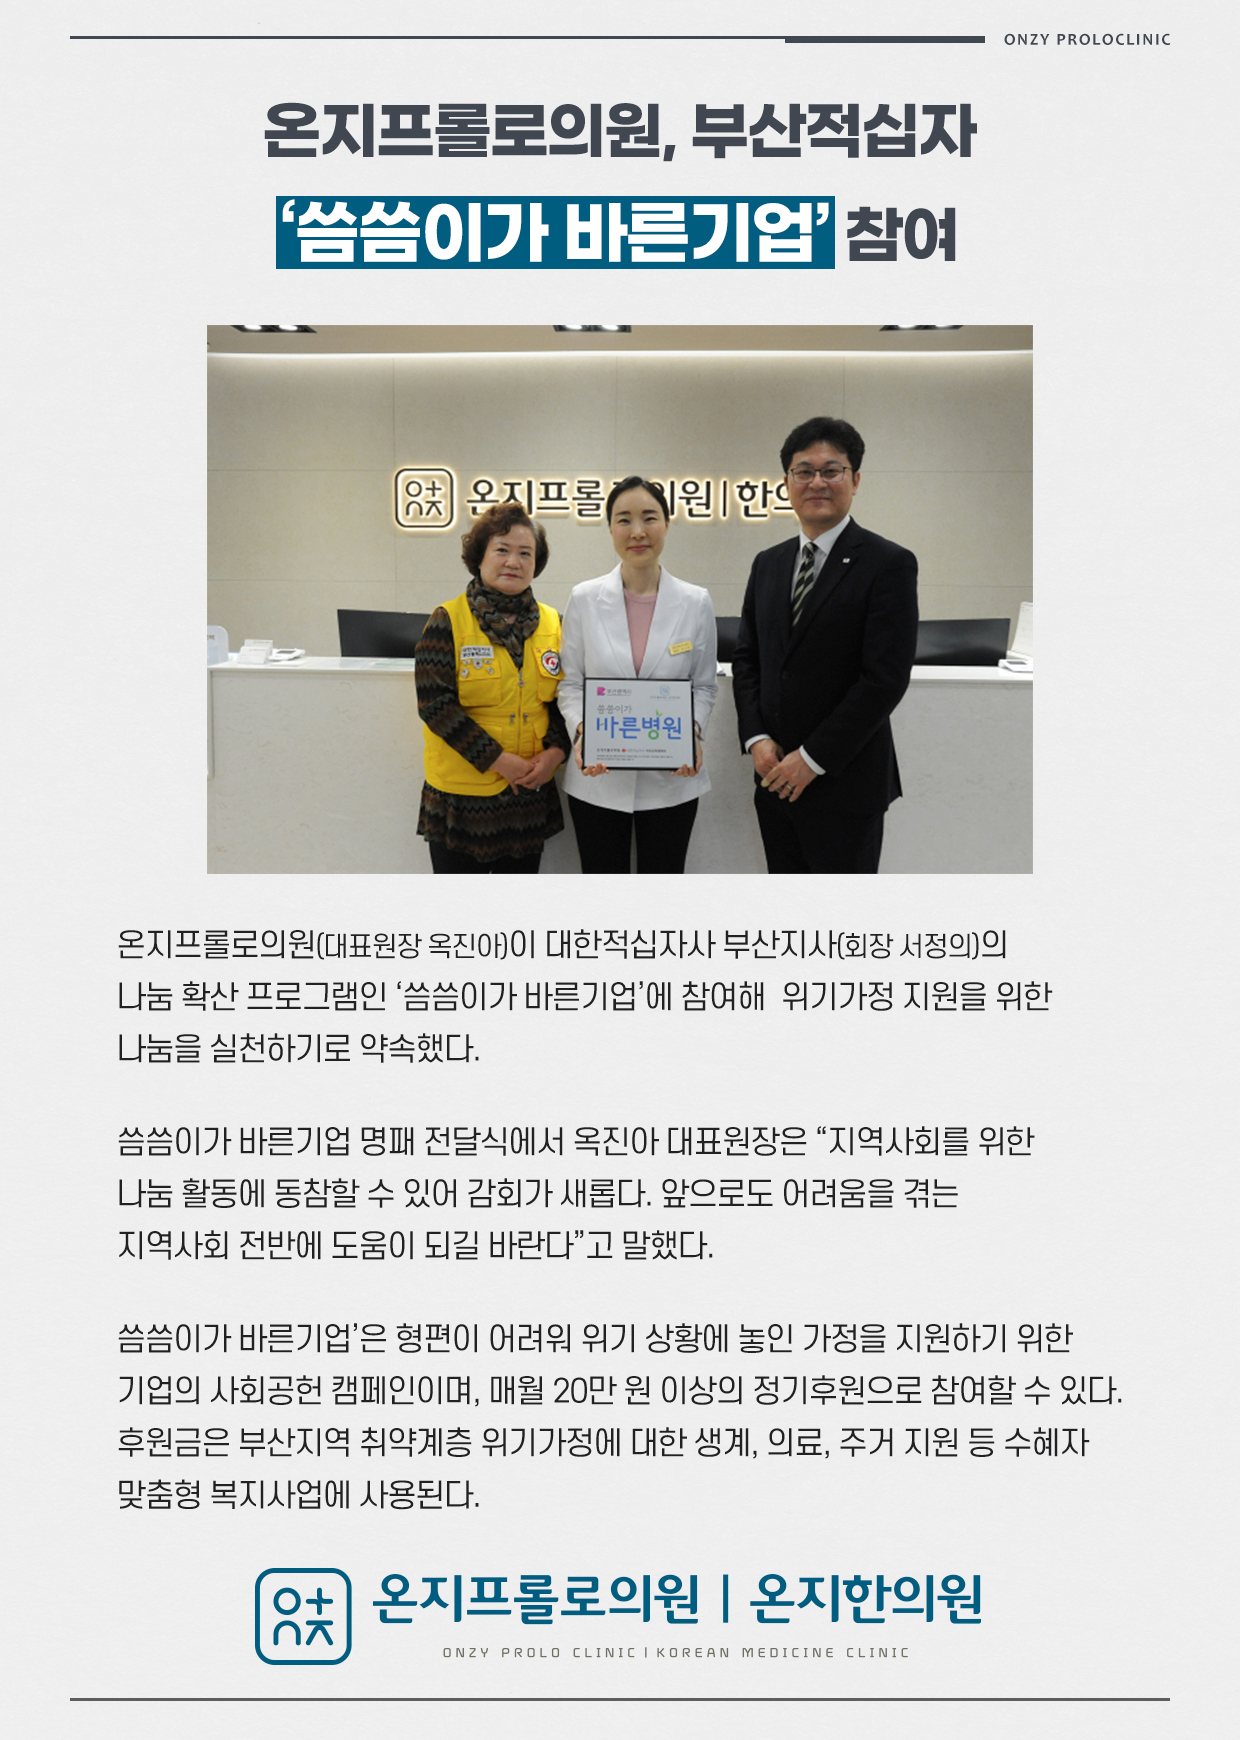 ONZY PROLOCLINIC
온지프롤로의원, 부산적십자
‘씀씀이가 바른기업’ 참여
온지프롤로의원 | 한의
씀씀이가
바른병원
온지프롤로의원(대표원장 옥진아)이 대한적십자사 부산지사(회장 서정의)의
나눔 확산 프로그램인 ‘씀씀이가 바른기업’에 참여해 위기가정 지원을 위한
나눔을 실천하기로 약속했다.
씀씀이가 바른기업 명패 전달식에서 옥진아 대표원장은 “지역사회를 위한
나눔 활동에 동참할 수 있어 감회가 새롭다. 앞으로도 어려움을 겪는
지역사회 전반에 도움이 되길 바란다”고 말했다.
씀씀이가 바른기업’은 형편이 어려워 위기 상황에 놓인 가정을 지원하기 위한
기업의 사회공헌 캠페인이며, 매월 20만 원 이상의 정기후원으로 참여할 수 있다.
후원금은 부산지역 취약계층 위기가정에 대한 생계, 의료, 주거 지원 등 수혜자
맞춤형 복지사업에 사용된다.
온지 온지프롤로의원 | 온지한의원
ONZY PROLO CLINIC | KOREAN MEDICINE CLINIC